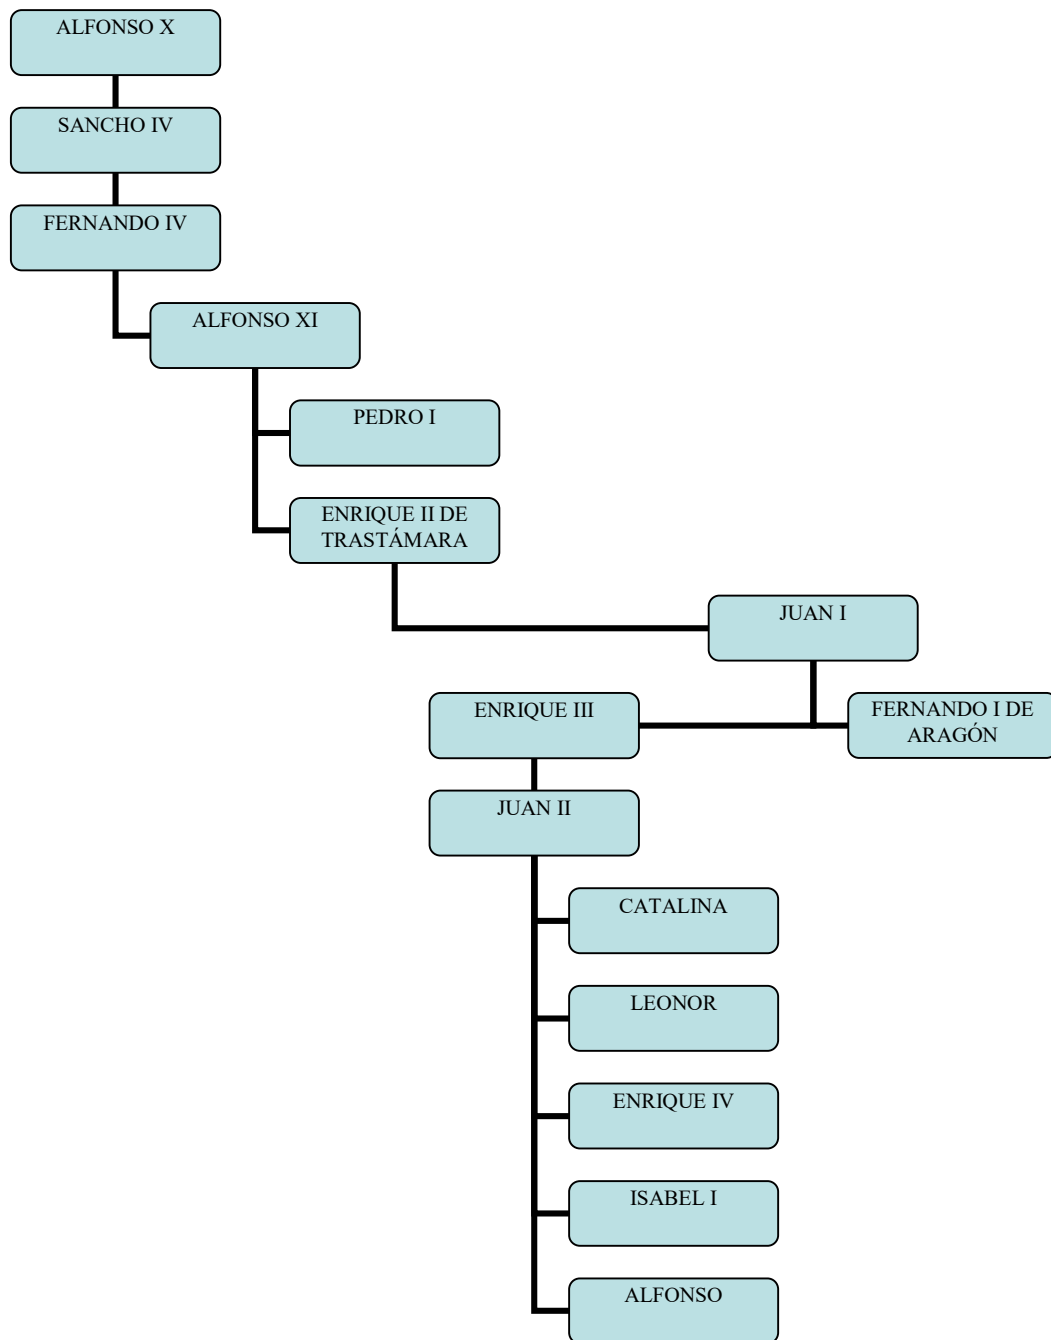 ALFONSO X
SANCHO IV
FERNANDO IV
ALFONSO XI
PEDRO I
ENRIQUE II DE
TRASTÁMARA
JUAN I
ENRIQUE III
FERNANDO I DE
ARAGÓN
JUAN II
CATALINA
LEONOR
ENRIQUE IV
ISABEL I
ALFONSO